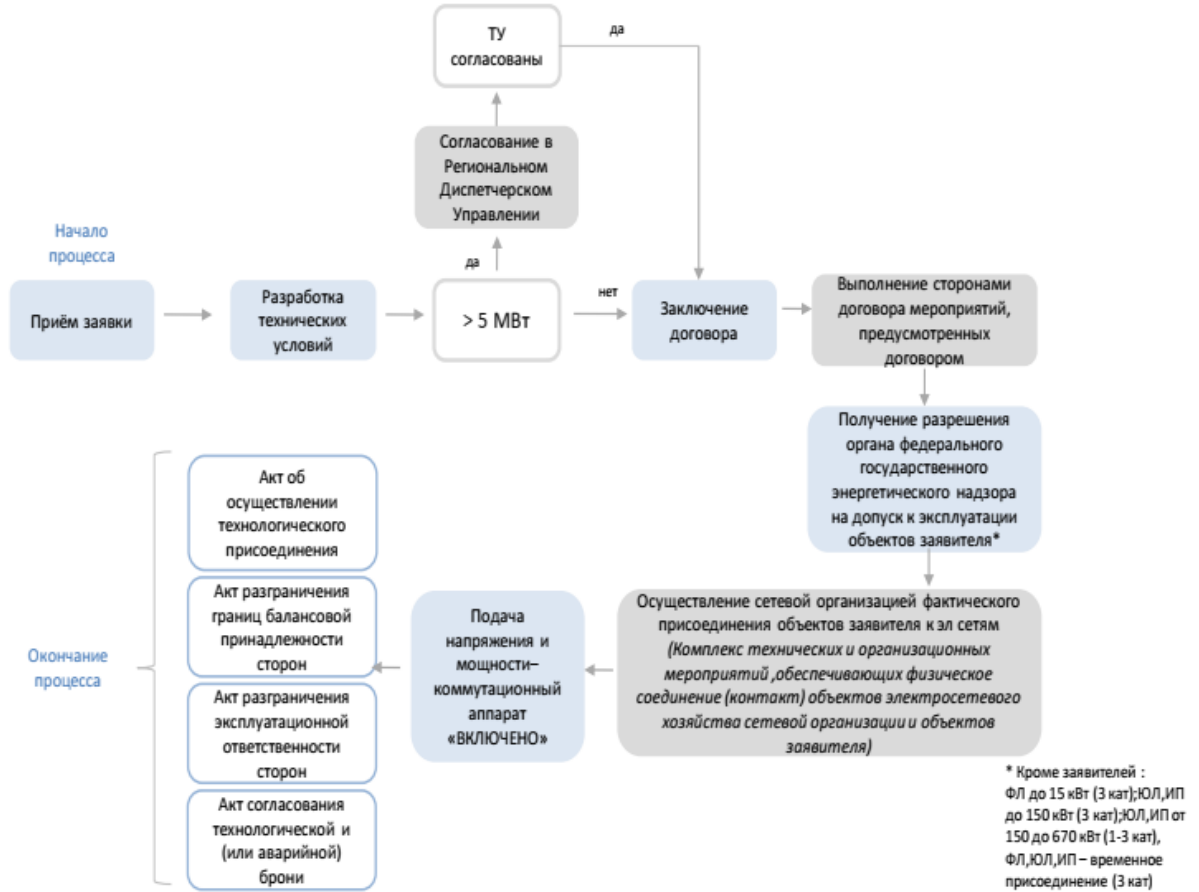 ТУ
согласованы
да
Согласование в
Региональном
Диспетчерском
Управлении
да
Начало
процесса
Приём заявки
Разработка
технических
условий
> 5 МВт
нет
Заключение
договора
Выполнение сторонами
договора мероприятий,
предусмотренных
договором
Получение разрешения
органа федерального
государственного
энергетического надзора
на допуск к эксплуатации
объектов заявителя*
Осуществление сетевой организацией фактического
присоединения объектов заявителя к эл сетям
(Комплекс технических и организационных
мероприятий ,обеспечивающих физическое
соединение (контакт) объектов электросетевого
хозяйства сетевой организации и объектов
заявителя)
Подача
напряжения и
мощности–
коммутационный
аппарат
«ВКЛЮЧЕНО»
Окончание
процесса
Акт об
осуществлении
технологического
присоединения
Акт разграничения
границ балансовой
принадлежности
сторон
Акт разграничения
эксплуатационной
ответственности
сторон
Акт согласования
технологической и
(или аварийной)
брони
* Кроме заявителей :
ФЛ до 15 кВт (3 кат);ЮЛ,ИП
до 150 кВт (3 кат);ЮЛ,ИП от
150 до 670 кВт (1-3 кат),
ФЛ,ЮЛ,ИП – временное
присоединение (3 кат)